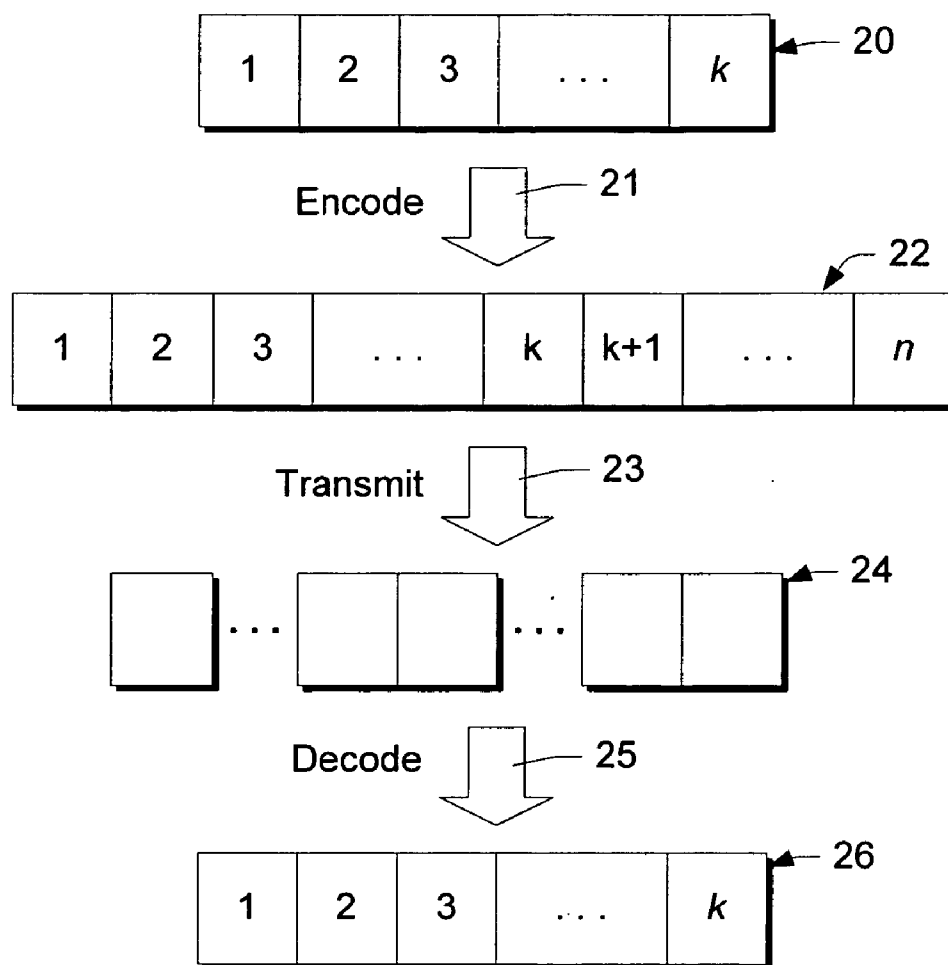 20
1 2 3 ... k
Encode 21
22
1 2 3 ... k k+1 ... n
Transmit 23
24
... ...
Decode 25
26
1 2 3 ... k